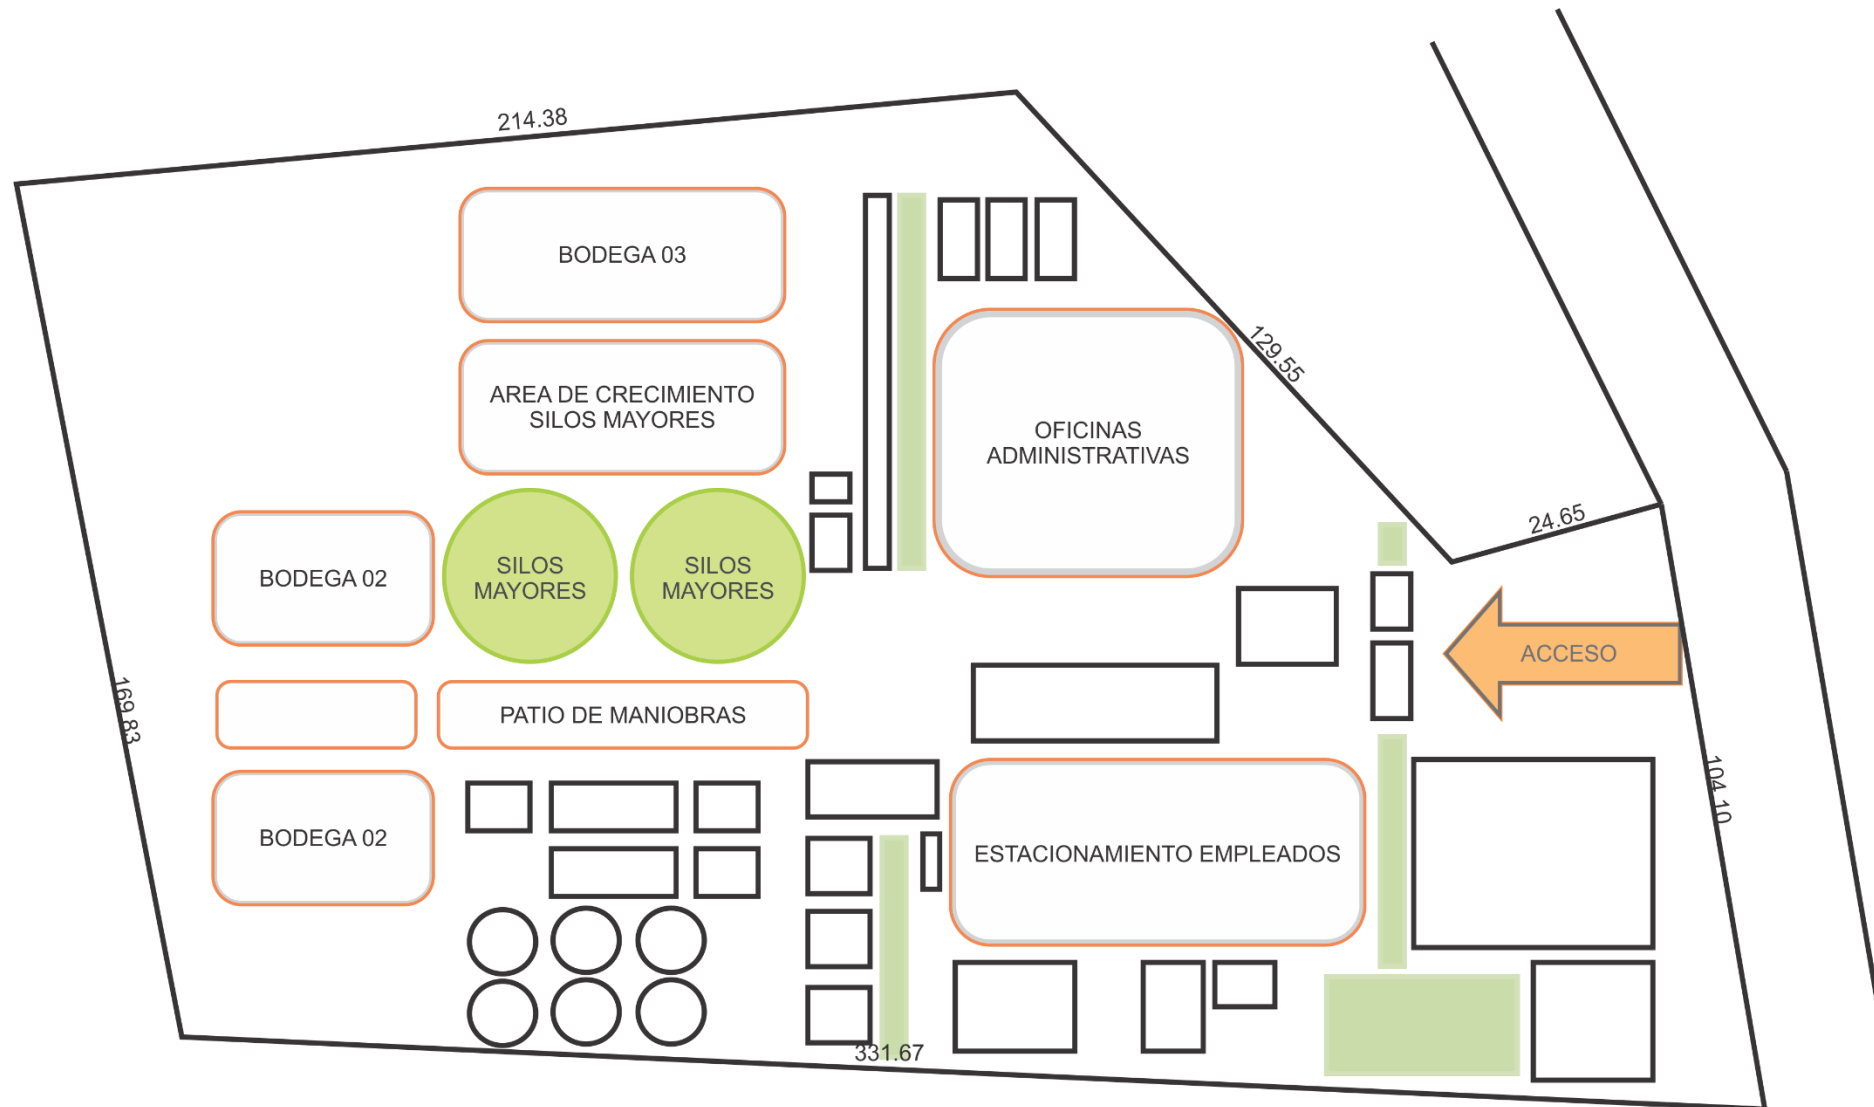 214.38
BODEGA 03
129.55
AREA DE CRECIMIENTO
SILOS MAYORES
OFICINAS
ADMINISTRATIVAS
24.65
BODEGA 02
SILOS
MAYORES
SILOS
MAYORES
ACCESO
169.83
PATIO DE MANIOBRAS
104.10
BODEGA 02
ESTACIONAMIENTO EMPLEADOS
331.67